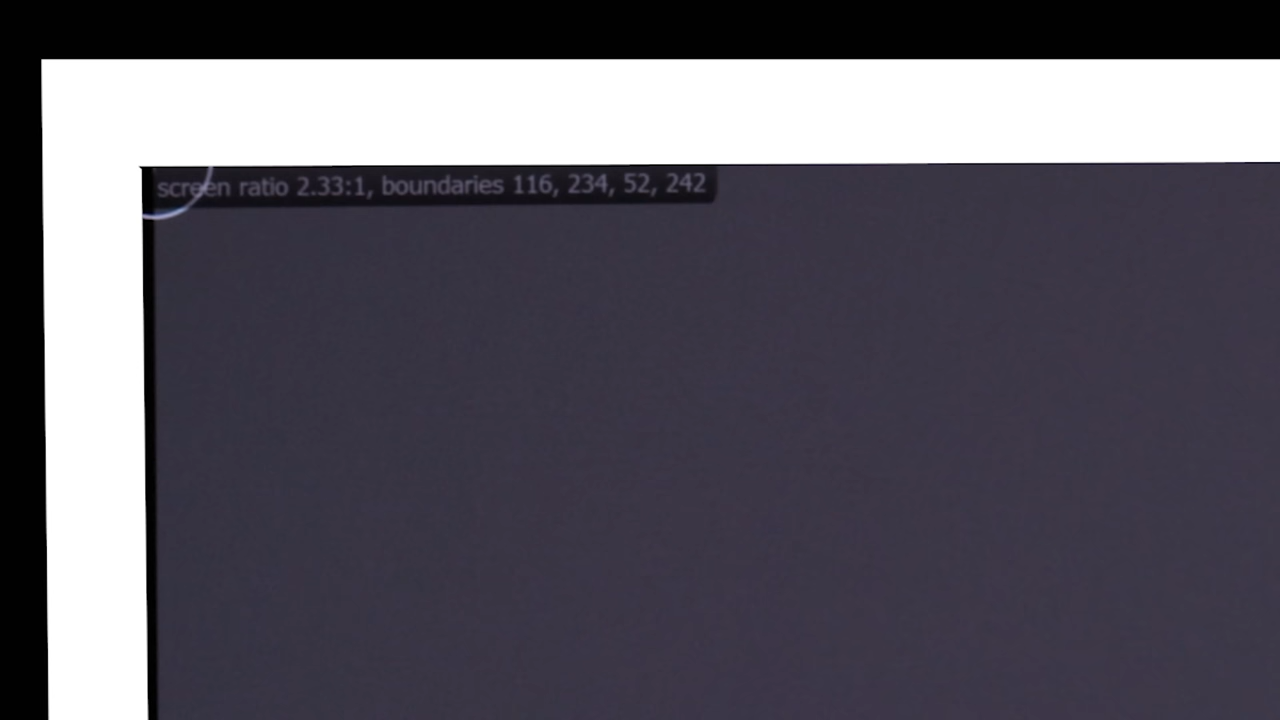 screen ratio 2.33:1, boundaries 116, 234, 52, 242